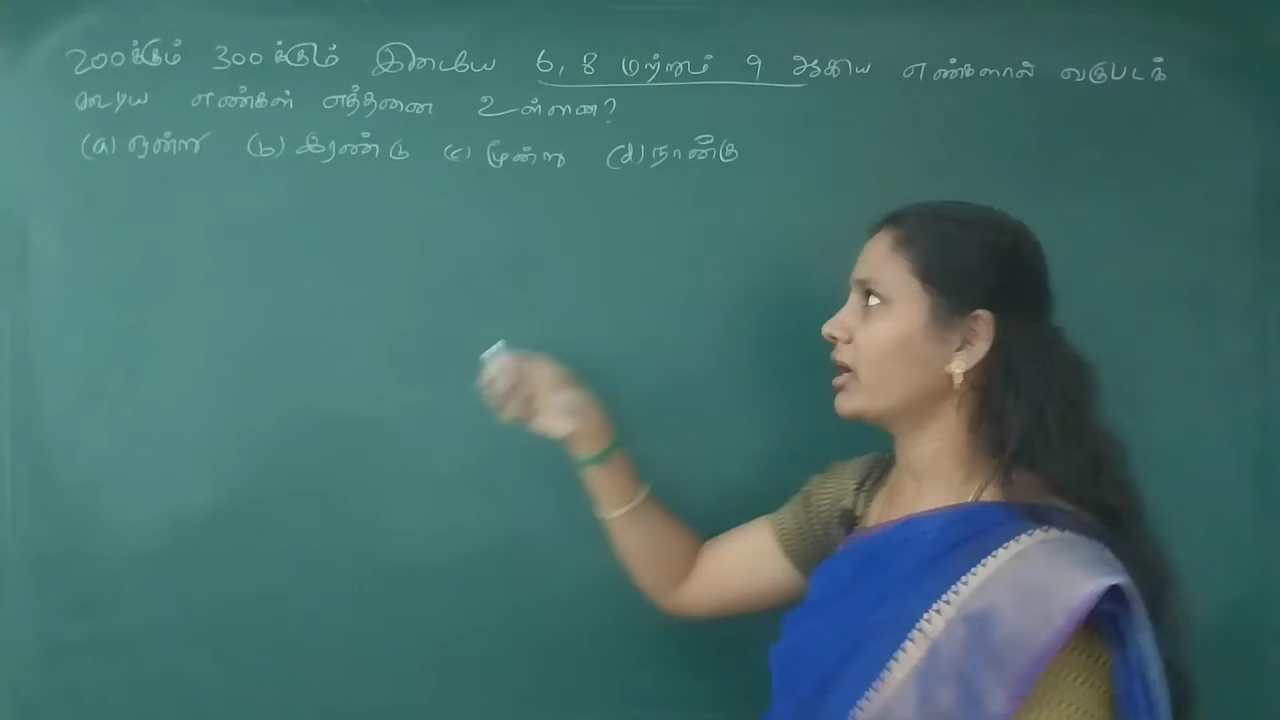 200க்கும் 300க்கும் இடையே 6, 8 மற்றும் 9 ஆகிய எண்களால் வகுபடக்
கூடிய எண்கள் எத்தனை உள்ளன?
(a) ஒன்று (b) இரண்டு (c) மூன்று (d) நான்கு